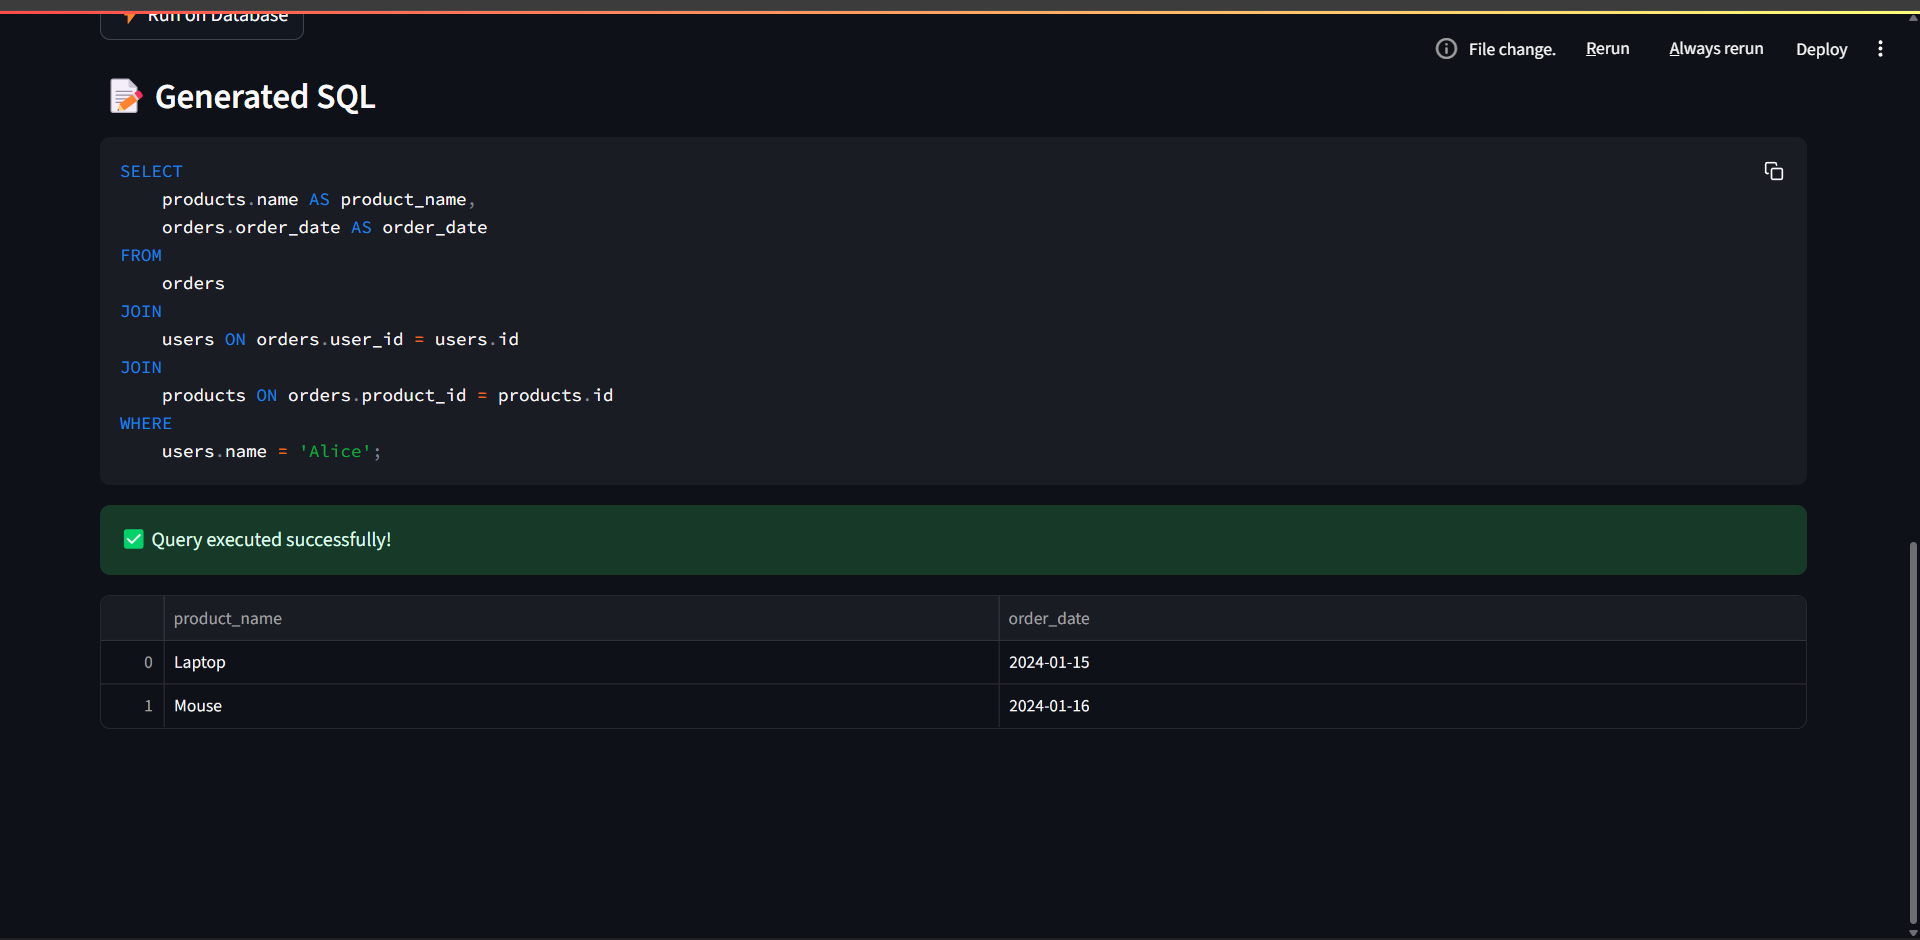 Run on Database
File change. Rerun Always rerun Deploy
Generated SQL
SELECT
    products.name AS product_name,
    orders.order_date AS order_date
FROM
    orders
JOIN
    users ON orders.user_id = users.id
JOIN
    products ON orders.product_id = products.id
WHERE
    users.name = 'Alice';
Query executed successfully!
product_name order_date
0 Laptop 2024-01-15
1 Mouse 2024-01-16